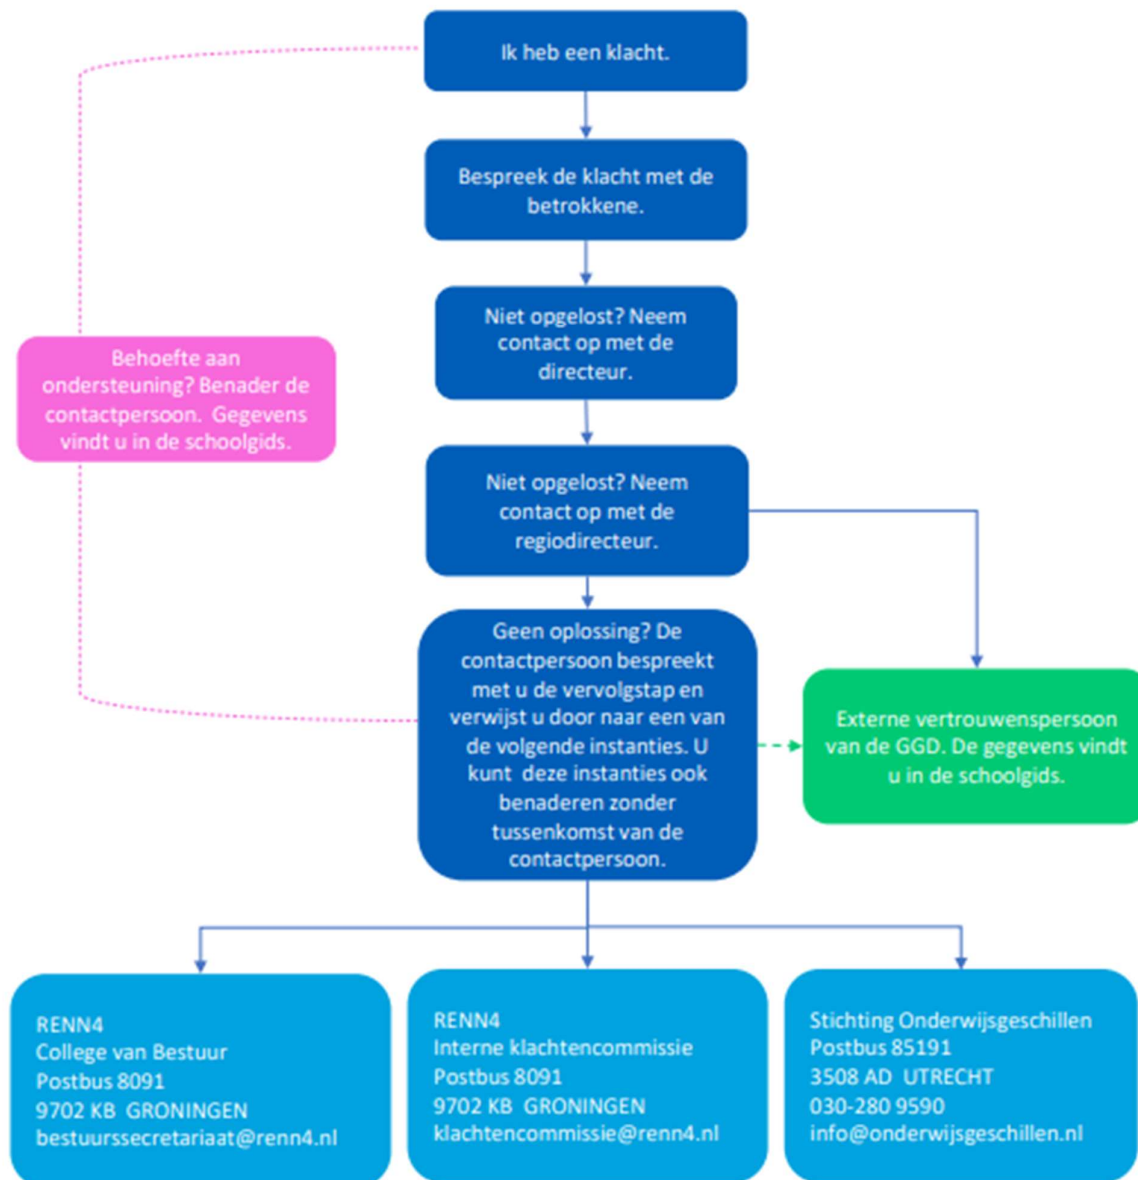 Ik heb een klacht.
Bespreek de klacht met de
betrokkene.
Niet opgelost? Neem
contact op met de
directeur.
Behoefte aan
ondersteuning? Benader de
contactpersoon. Gegevens
vindt u in de schoolgids.
Niet opgelost? Neem
contact op met de
regiodirecteur.
Geen oplossing? De
contactpersoon bespreekt
met u de vervolgstap en
verwijst u door naar een van
de volgende instanties. U
kunt deze instanties ook
benaderen zonder
tussenkomst van de
contactpersoon.
Externe vertrouwenspersoon
van de GGD. De gegevens vindt
u in de schoolgids.
RENN4
College van Bestuur
Postbus 8091
9702 KB GRONINGEN
bestuurssecretariaat@renn4.nl
RENN4
Interne klachtencommissie
Postbus 8091
9702 KB GRONINGEN
klachtencommissie@renn4.nl
Stichting Onderwijsgeschillen
Postbus 85191
3508 AD UTRECHT
030-280 9590
info@onderwijsgeschillen.nl